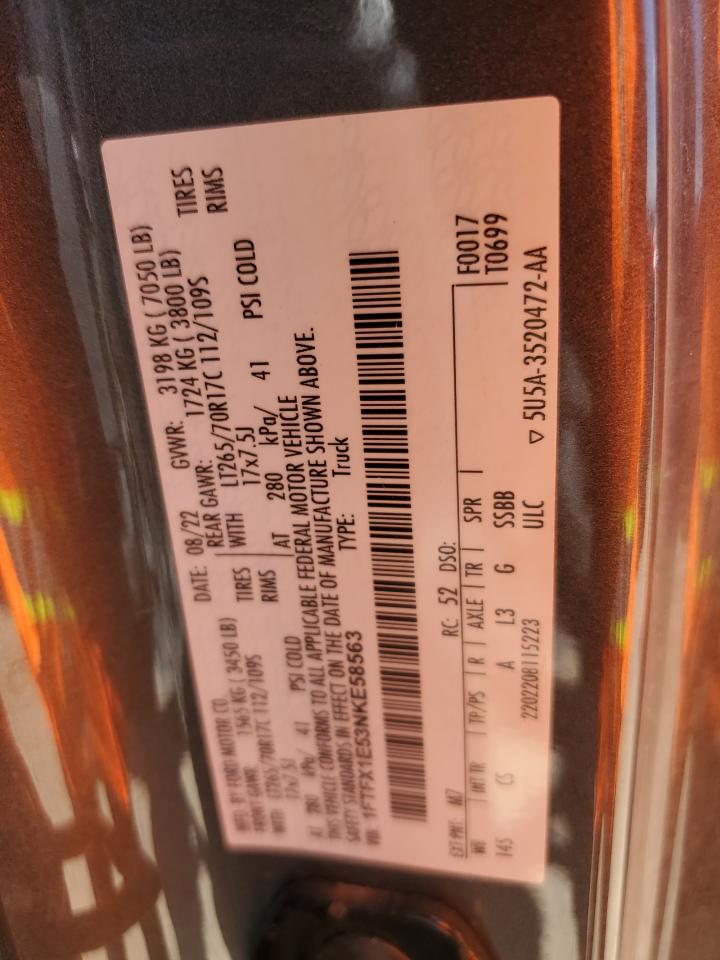 MFD. BY FORD MOTOR CO. DATE: 08/22 GVWR: 3198 KG ( 7050 LB)
FRONT GAWR: 1565 KG ( 3450 LB) REAR GAWR: 1724 KG ( 3800 LB)
WITH LT265/70R17C 112/109S TIRES WITH LT265/70R17C 112/109S TIRES
17x7.5J RIMS 17x7.5J RIMS
AT 280 kPa/ 41 PSI COLD AT 280 kPa/ 41 PSI COLD
THIS VEHICLE CONFORMS TO ALL APPLICABLE FEDERAL MOTOR VEHICLE
SAFETY STANDARDS IN EFFECT ON THE DATE OF MANUFACTURE SHOWN ABOVE.
VIN: 1FTFX1E53NKE58563 TYPE: Truck
EXT PNT: M7 RC: 52 DSO: F0017
WB INT TR TP/PS R AXLE TR SPR T0699
145 CS A L3 G SSBB
2202208115223 ULC ▽ 5U5A-3520472-AA